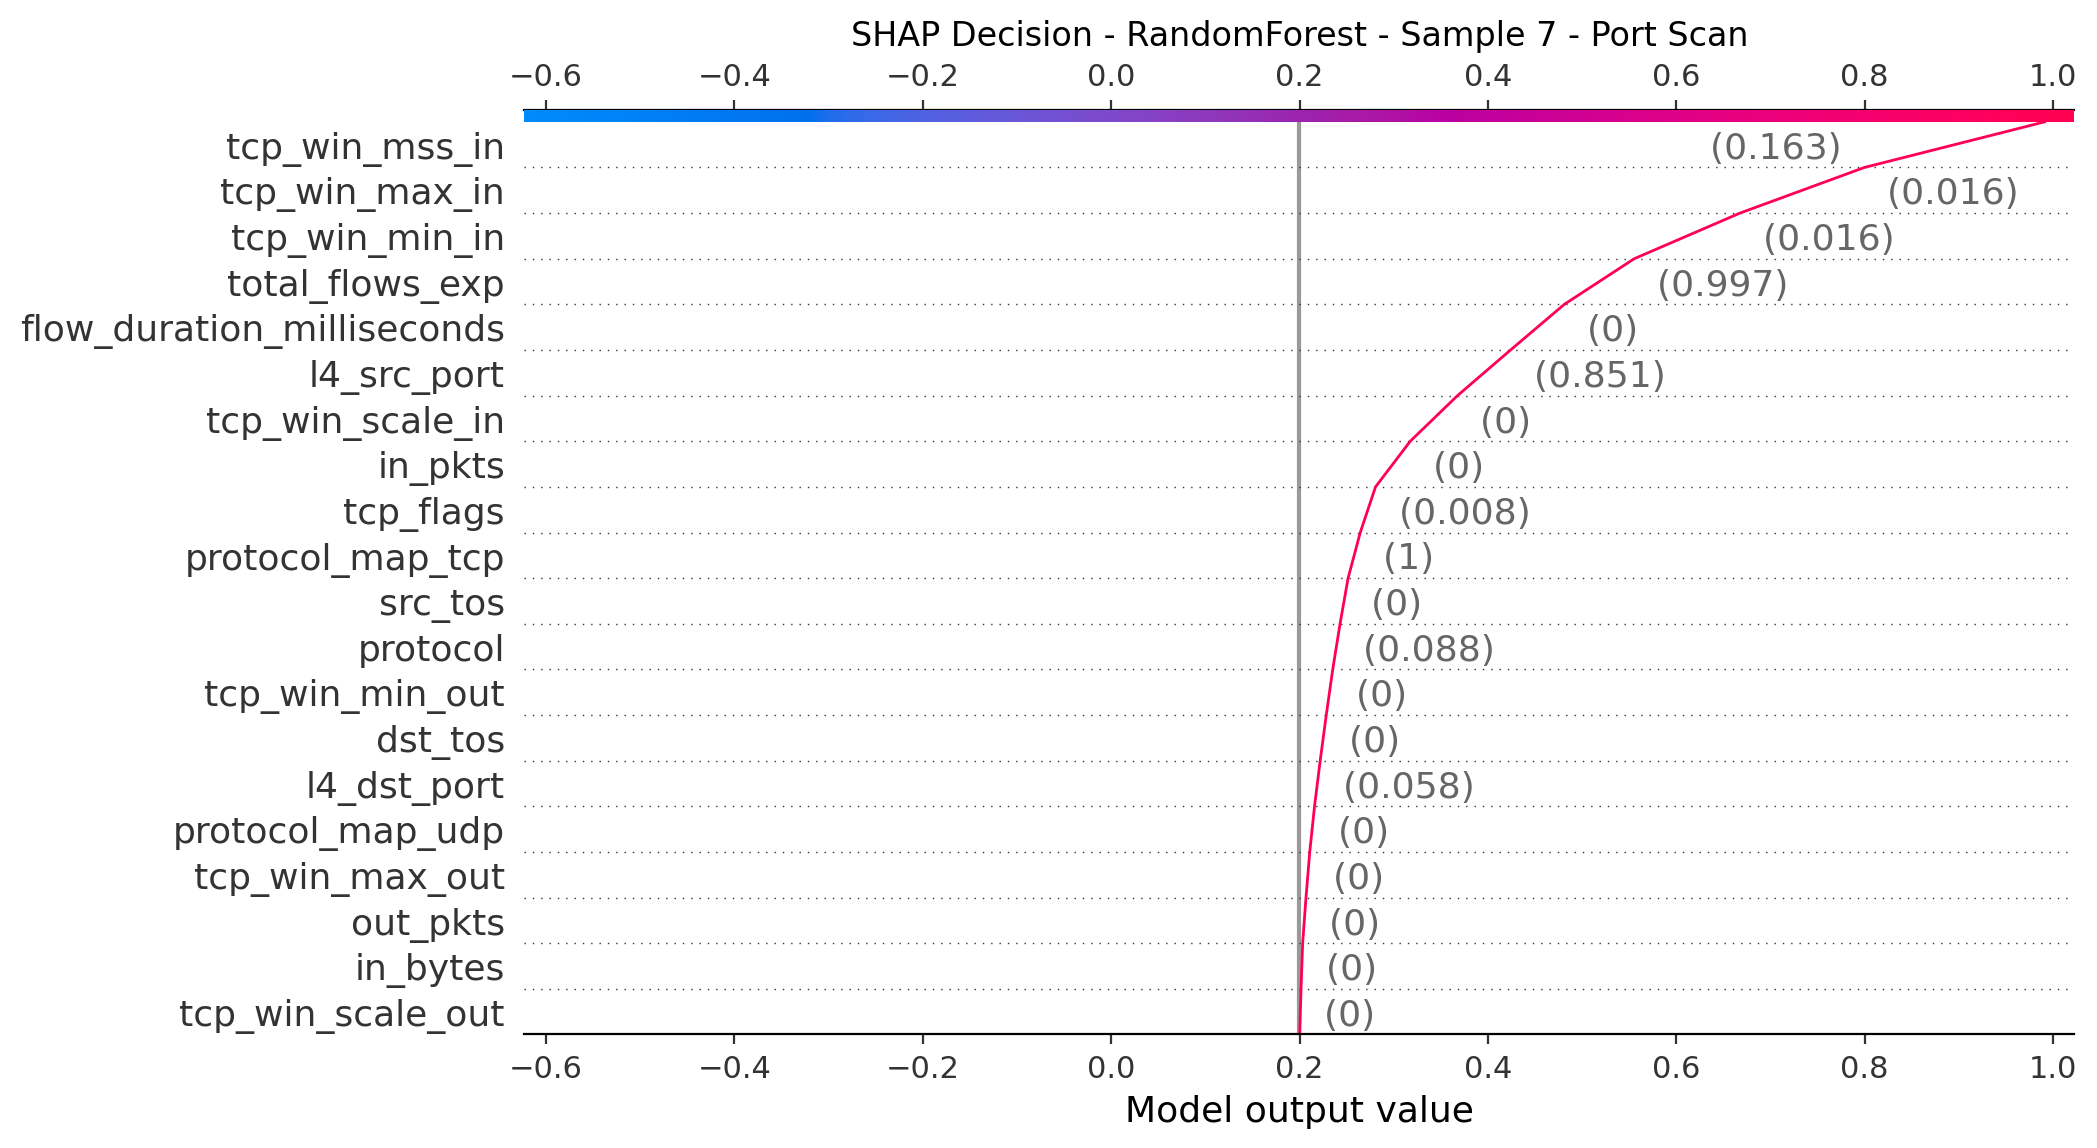 SHAP Decision - RandomForest - Sample 7 - Port Scan
−0.6 −0.4 −0.2 0.0 0.2 0.4 0.6 0.8 1.0
tcp_win_mss_in (0.163)
tcp_win_max_in (0.016)
tcp_win_min_in (0.016)
total_flows_exp (0.997)
flow_duration_milliseconds (0)
l4_src_port (0.851)
tcp_win_scale_in (0)
in_pkts (0)
tcp_flags (0.008)
protocol_map_tcp (1)
src_tos (0)
protocol (0.088)
tcp_win_min_out (0)
dst_tos (0)
l4_dst_port (0.058)
protocol_map_udp (0)
tcp_win_max_out (0)
out_pkts (0)
in_bytes (0)
tcp_win_scale_out (0)
−0.6 −0.4 −0.2 0.0 0.2 0.4 0.6 0.8 1.0
Model output value